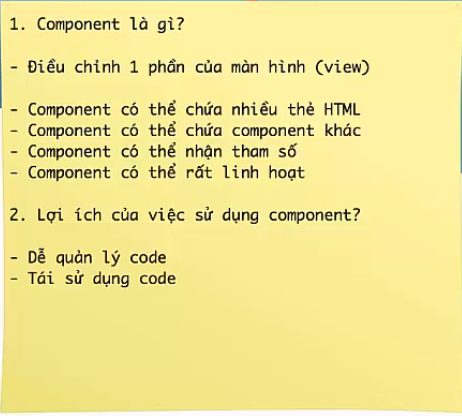 1. Component là gì?
- Điều chỉnh 1 phần của màn hình (view)
- Component có thể chứa nhiều thẻ HTML
- Component có thể chứa component khác
- Component có thể nhận tham số
- Component có thể rất linh hoạt
2. Lợi ích của việc sử dụng component?
- Dễ quản lý code
- Tái sử dụng code